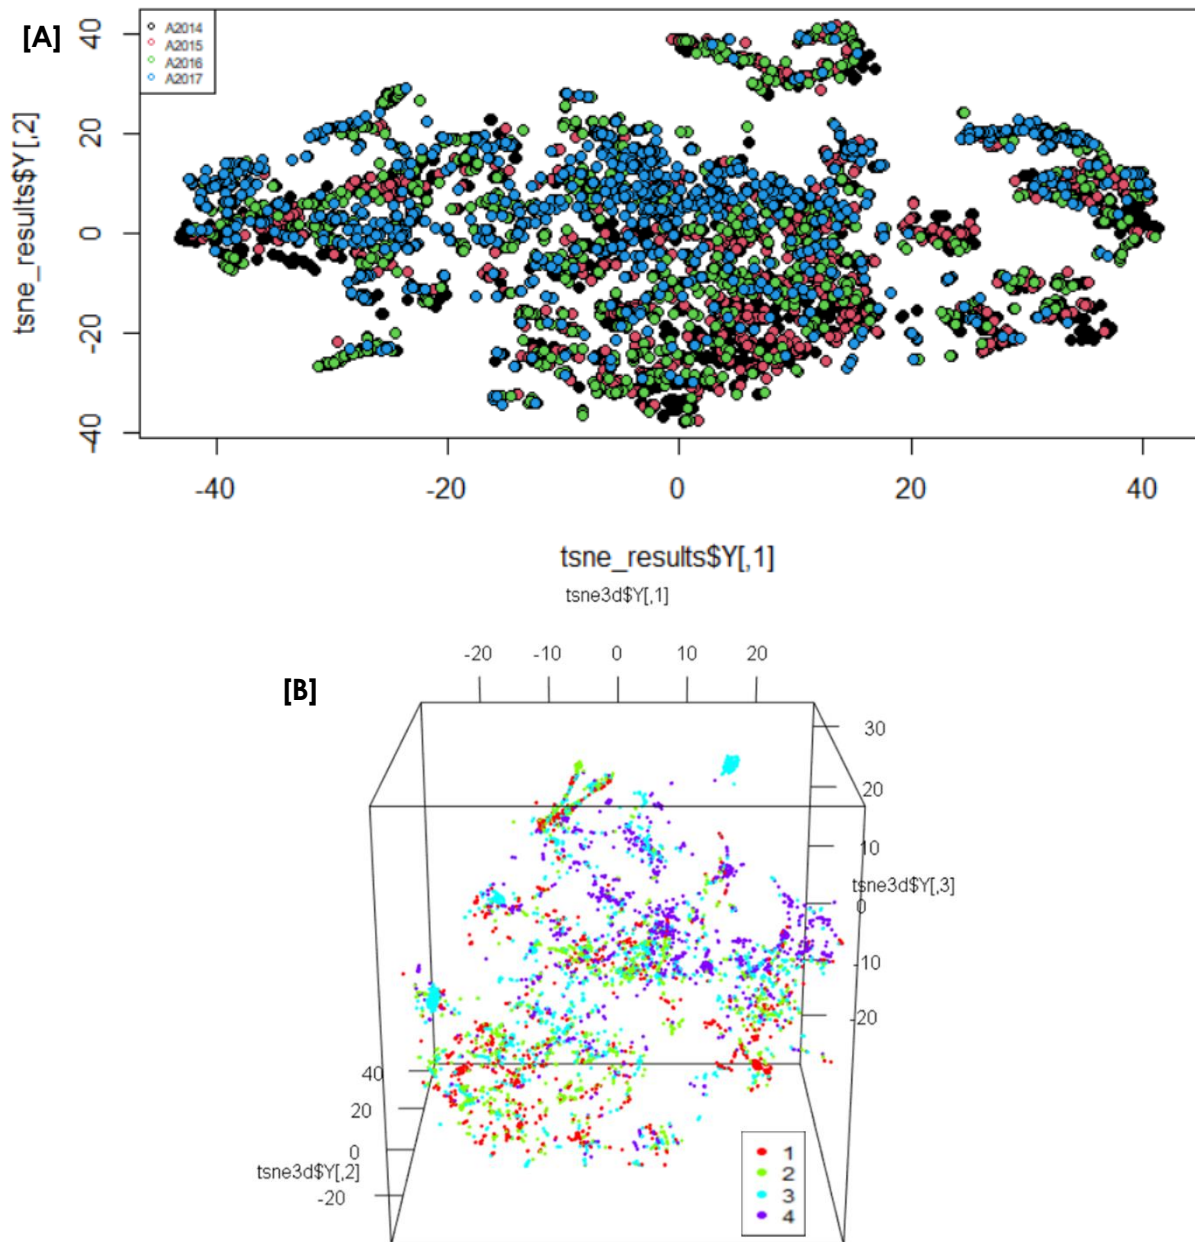 [A]
A2014
A2015
A2016
A2017
tsne_results$Y[,2]
40
20
0
-20
-40
-40 -20 0 20 40
tsne_results$Y[,1]
tsne3d$Y[,1]
-20 -10 0 10 20
[B]
30
20
10
tsne3d$Y[,3]
0
-10
-20
40
20
0
tsne3d$Y[,2]
-20
1
2
3
4